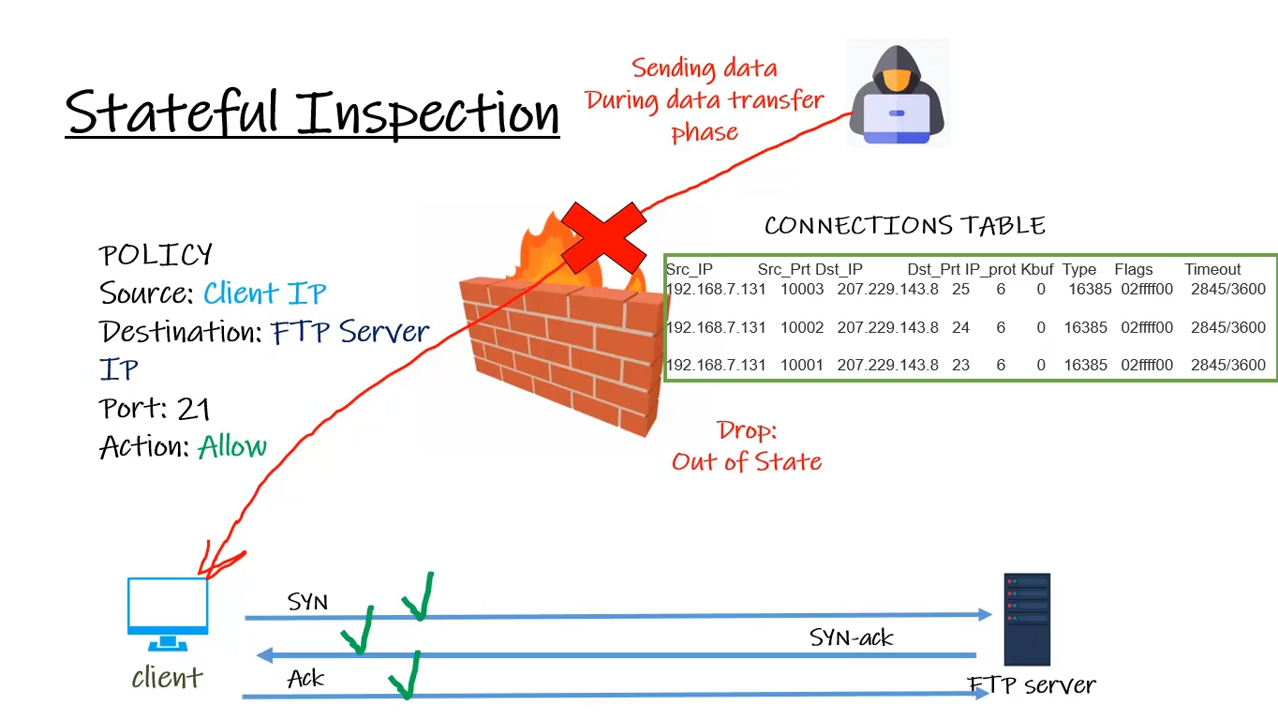 Stateful Inspection
Sending data
During data transfer
phase
POLICY
Source: Client IP
Destination: FTP Server
IP
Port: 21
Action: Allow
CONNECTIONS TABLE
Src_IP Src_Prt Dst_IP Dst_Prt IP_prot Kbuf Type Flags Timeout
192.168.7.131 10003 207.229.143.8 25 6 0 16385 02ffff00 2845/3600
192.168.7.131 10002 207.229.143.8 24 6 0 16385 02ffff00 2845/3600
192.168.7.131 10001 207.229.143.8 23 6 0 16385 02ffff00 2845/3600
Drop:
Out of State
SYN
SYN-ack
Ack
client
FTP server